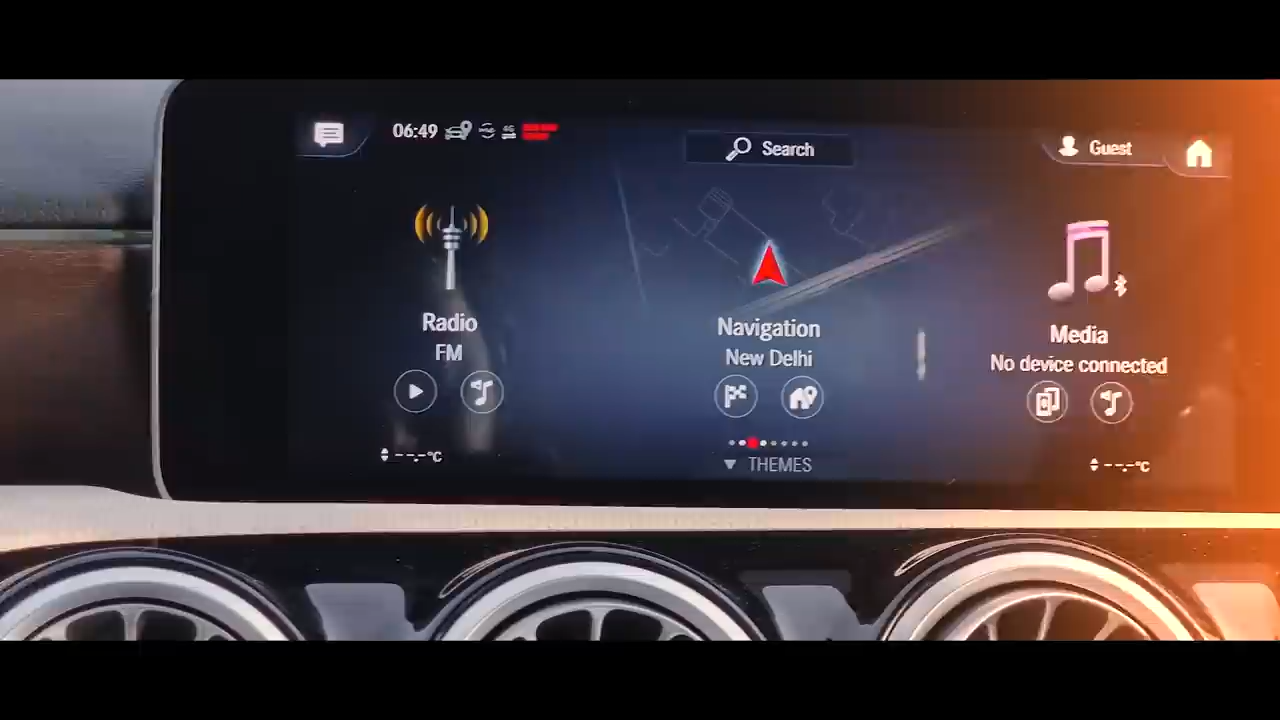 06:49
Search
Guest
Radio
FM
Navigation
New Delhi
Media
No device connected
--.-°C
THEMES
--.-°C